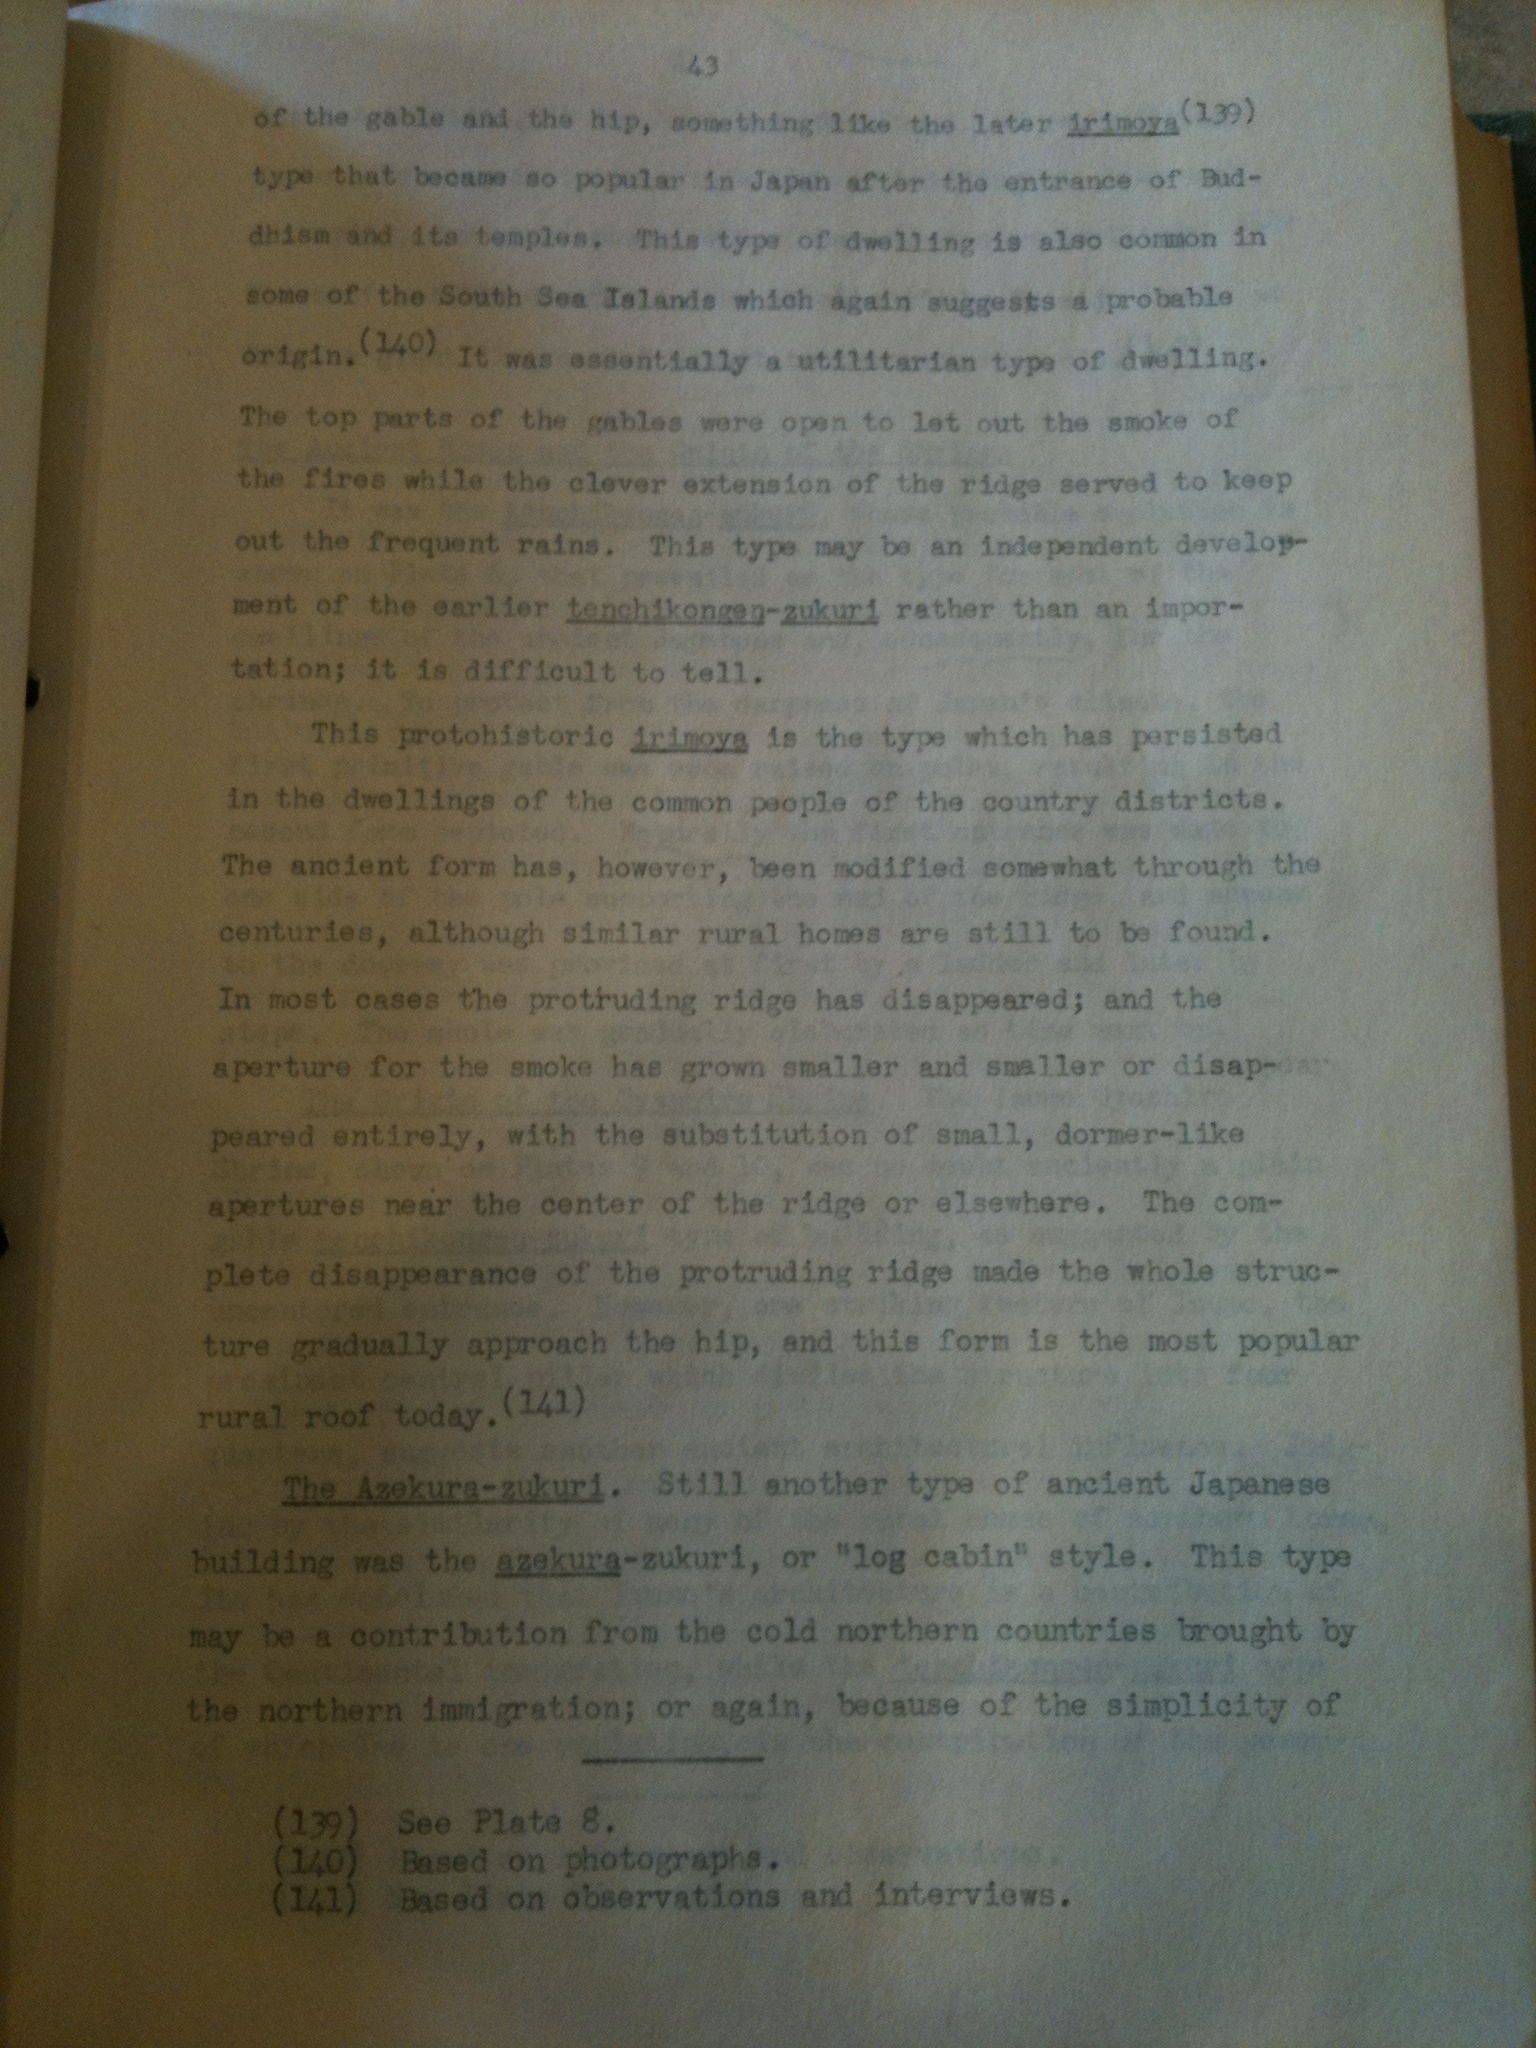 43
of the gable and the hip, something like the later irimoya(139)
type that became so popular in Japan after the entrance of Bud-
dhism and its temples. This type of dwelling is also common in
some of the South Sea Islands which again suggests a probable
origin.(140) It was essentially a utilitarian type of dwelling.
The top parts of the gables were open to let out the smoke of
the fires while the clever extension of the ridge served to keep
out the frequent rains. This type may be an independent develop-
ment of the earlier tenchikongen-zukuri rather than an impor-
tation; it is difficult to tell.
This protohistoric irimoya is the type which has persisted
in the dwellings of the common people of the country districts.
The ancient form has, however, been modified somewhat through the
centuries, although similar rural homes are still to be found.
In most cases the protruding ridge has disappeared; and the
aperture for the smoke has grown smaller and smaller or disap-
peared entirely, with the substitution of small, dormer-like
apertures near the center of the ridge or elsewhere. The com-
plete disappearance of the protruding ridge made the whole struc-
ture gradually approach the hip, and this form is the most popular
rural roof today.(141)
The Azekura-zukuri. Still another type of ancient Japanese
building was the azekura-zukuri, or "log cabin" style. This type
may be a contribution from the cold northern countries brought by
the northern immigration; or again, because of the simplicity of
(139) See Plate 8.
(140) Based on photographs.
(141) Based on observations and interviews.